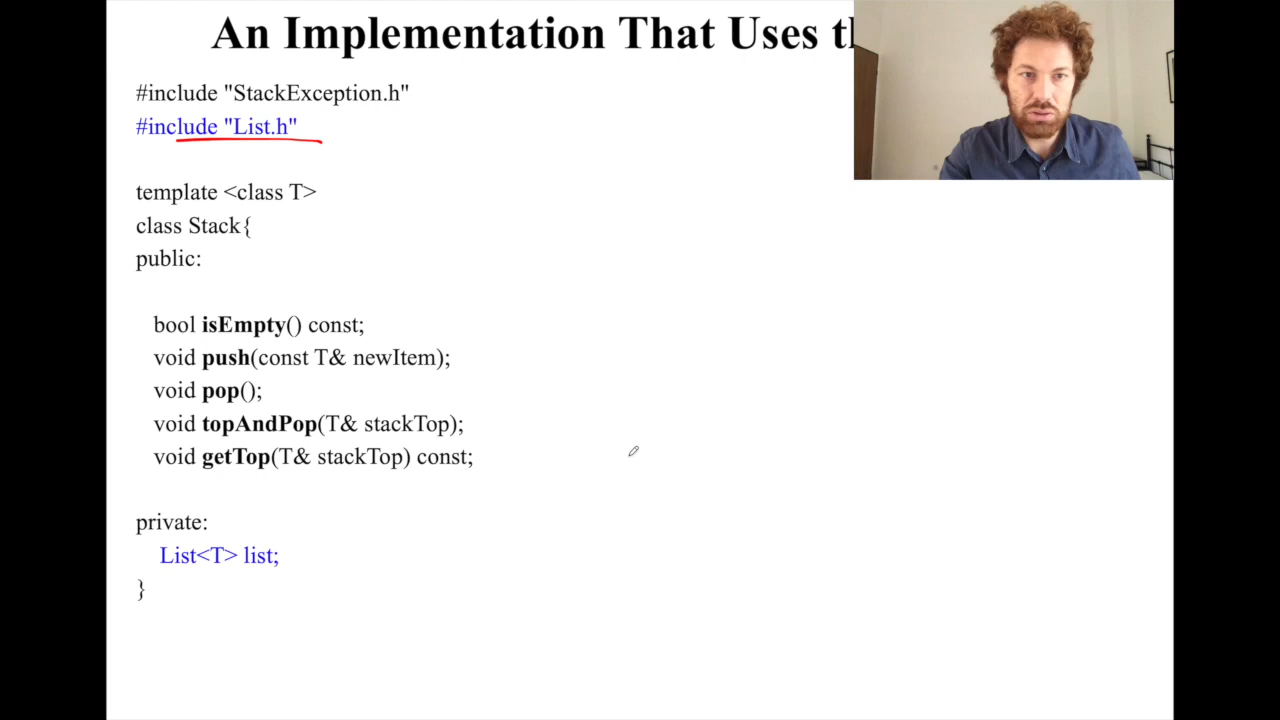 An Implementation That Uses
#include "StackException.h"
#include "List.h"
template <class T>
class Stack{
public:
bool isEmpty() const;
void push(const T& newItem);
void pop();
void topAndPop(T& stackTop);
void getTop(T& stackTop) const;
private:
List<T> list;
}